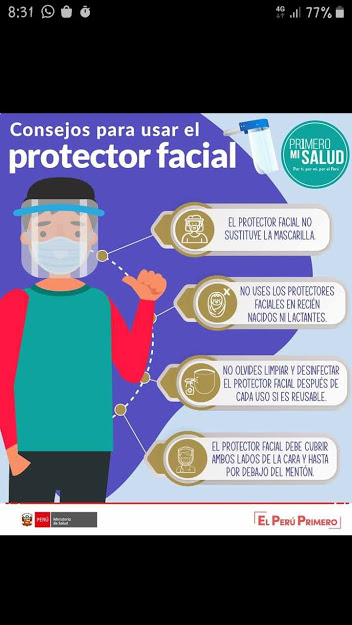 8:31
4G
77%
Consejos para usar el
protector facial
PR1MERO
MI SALUD
Por ti, por mí, por el Perú
EL PROTECTOR FACIAL NO
SUSTITUYE LA MASCARILLA.
NO USES LOS PROTECTORES
FACIALES EN RECIÉN
NACIDOS NI LACTANTES.
NO OLVIDES LIMPIAR Y DESINFECTAR
EL PROTECTOR FACIAL DESPUÉS DE
CADA USO SI ES REUSABLE.
EL PROTECTOR FACIAL DEBE CUBRIR
AMBOS LADOS DE LA CARA Y HASTA
POR DEBAJO DEL MENTÓN.
PERÚ
Ministerio
de Salud
EL PERÚ PRIMERO